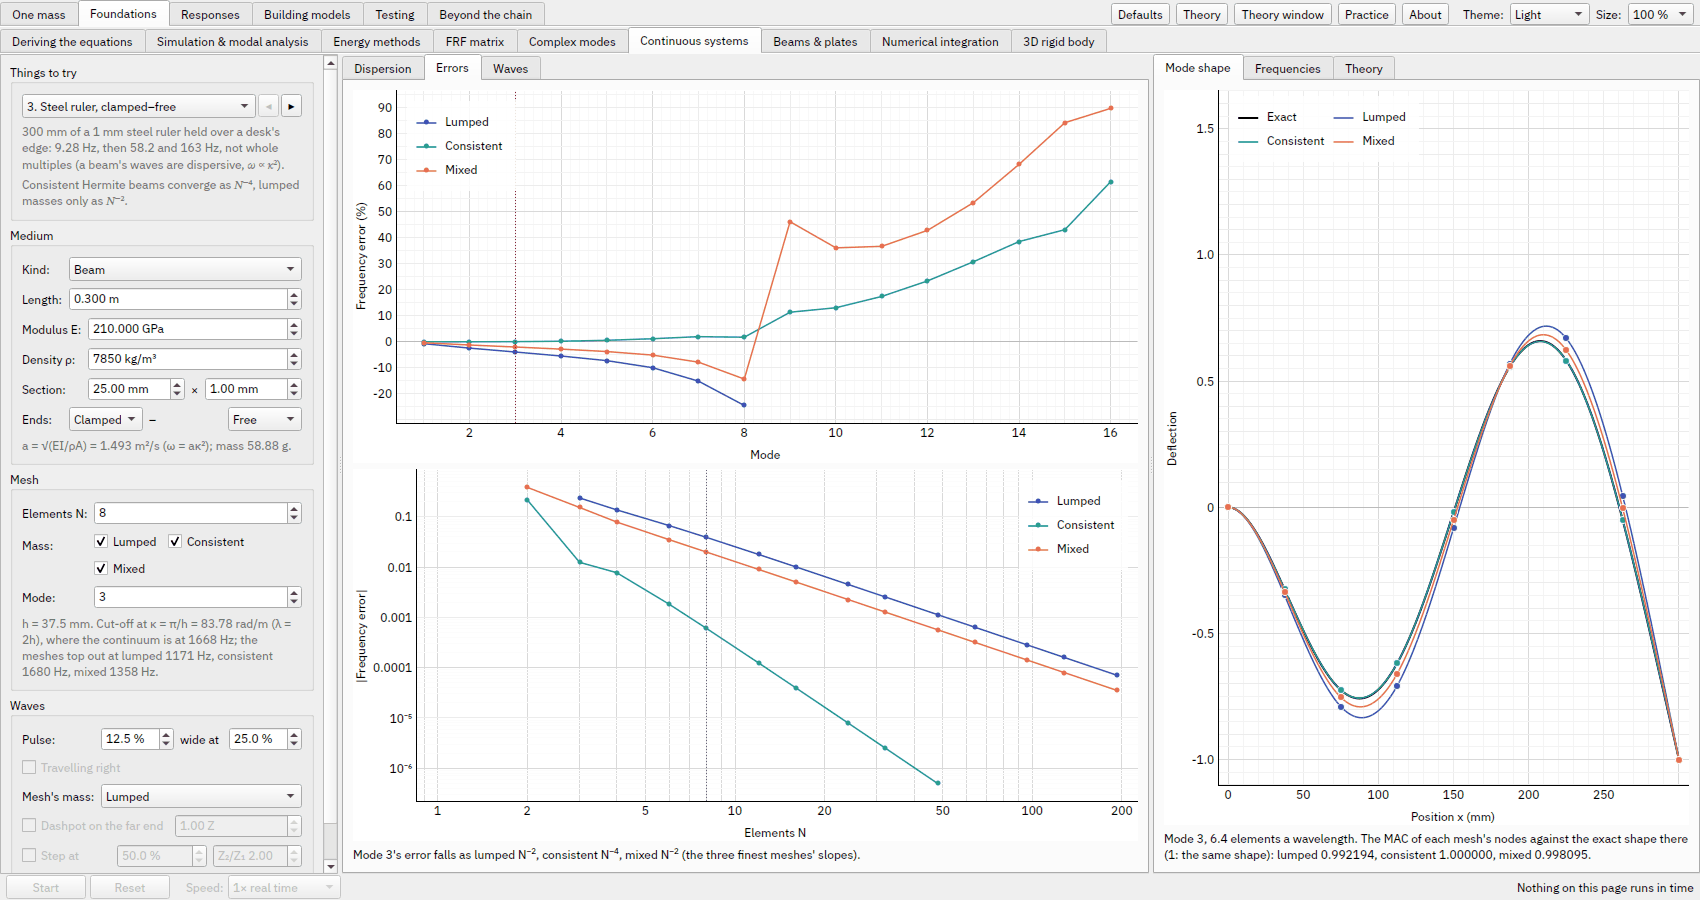 One mass
Foundations
Responses
Building models
Testing
Beyond the chain
Defaults
Theory
Theory window
Practice
About
Theme:
Light
Size:
100 %
Deriving the equations
Simulation & modal analysis
Energy methods
FRF matrix
Complex modes
Continuous systems
Beams & plates
Numerical integration
3D rigid body
Things to try
3. Steel ruler, clamped–free
300 mm of a 1 mm steel ruler held over a desk's
edge: 9.28 Hz, then 58.2 and 163 Hz, not whole
multiples (a beam's waves are dispersive, ω ∝ κ²).
Consistent Hermite beams converge as N⁻⁴, lumped
masses only as N⁻².
Medium
Kind:
Beam
Length:
0.300 m
Modulus E:
210.000 GPa
Density ρ:
7850 kg/m³
Section:
25.00 mm
×
1.00 mm
Ends:
Clamped
–
Free
a = √(EI/ρA) = 1.493 m²/s (ω = aκ²); mass 58.88 g.
Mesh
Elements N:
8
Mass:
Lumped
Consistent
Mixed
Mode:
3
h = 37.5 mm. Cut-off at κ = π/h = 83.78 rad/m (λ =
2h), where the continuum is at 1668 Hz; the
meshes top out at lumped 1171 Hz, consistent
1680 Hz, mixed 1358 Hz.
Waves
Pulse:
12.5 %
wide at
25.0 %
Travelling right
Mesh's mass:
Lumped
Dashpot on the far end
1.00 Z
Step at
50.0 %
Z₂/Z₁ 2.00
Start
Reset
Speed:
1× real time
Nothing on this page runs in time
Dispersion
Errors
Waves
Lumped
Consistent
Mixed
Frequency error (%)
90
80
70
60
50
40
30
20
10
0
-10
-20
2
4
6
8
10
12
14
16
Mode
Lumped
Consistent
Mixed
|Frequency error|
0.1
0.01
0.001
0.0001
10⁻⁵
10⁻⁶
1
2
5
10
20
50
100
200
Elements N
Mode 3's error falls as lumped N⁻², consistent N⁻⁴, mixed N⁻² (the three finest meshes' slopes).
Mode shape
Frequencies
Theory
Exact
Lumped
Consistent
Mixed
Deflection
1.5
1.0
0.5
0
-0.5
-1.0
0
50
100
150
200
250
Position x (mm)
Mode 3, 6.4 elements a wavelength. The MAC of each mesh's nodes against the exact shape there
(1: the same shape): lumped 0.992194, consistent 1.000000, mixed 0.998095.